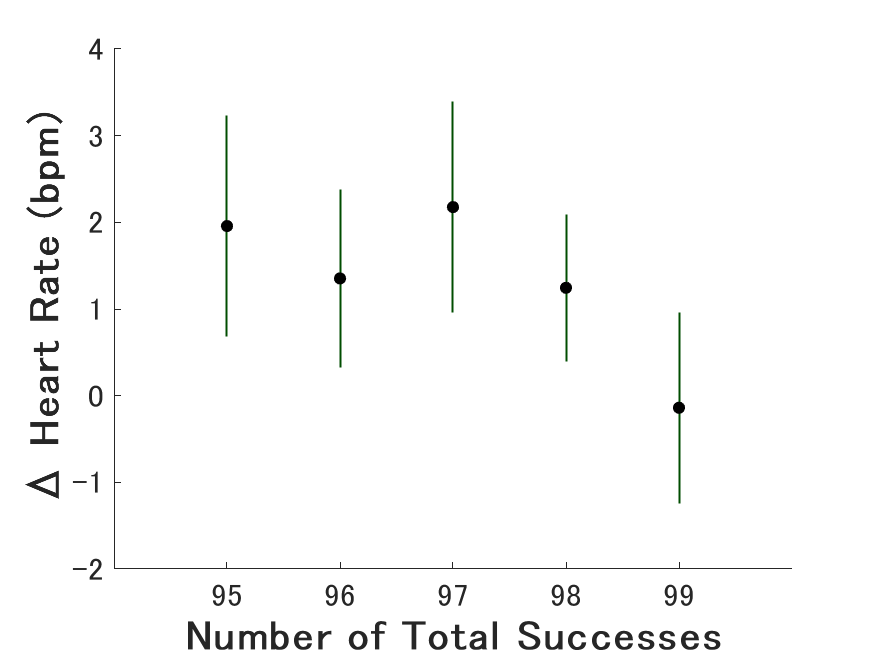 Δ Heart Rate (bpm)
4
3
2
1
0
−1
−2
95 96 97 98 99
Number of Total Successes